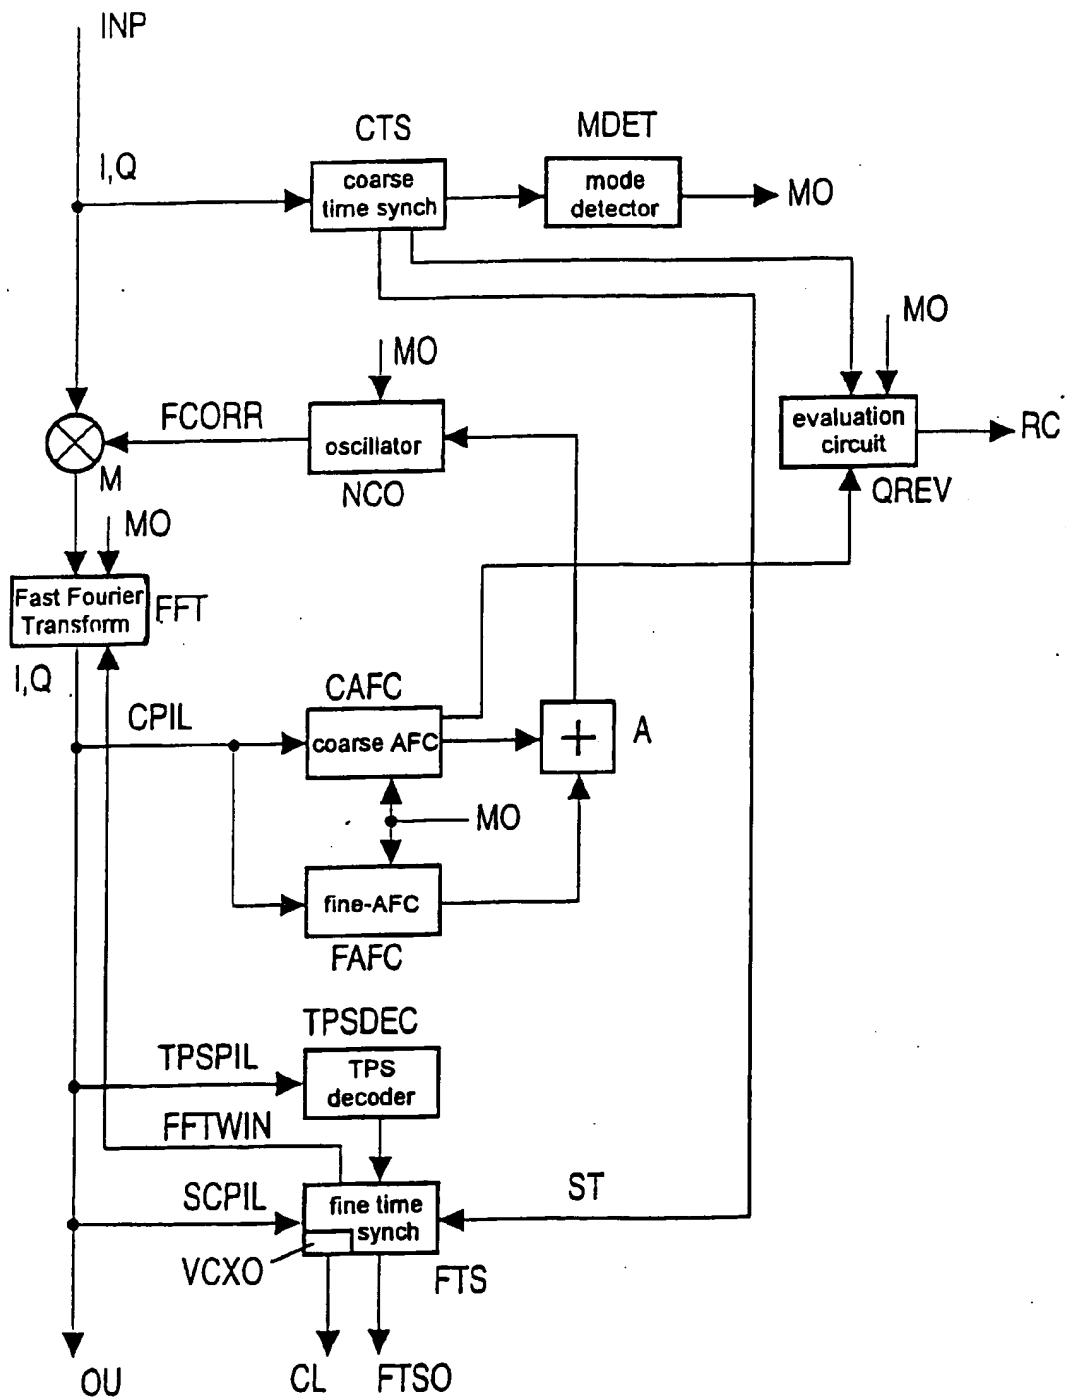 INP
CTS
MDET
I,Q
coarse
time synch
mode
detector
MO
MO
MO
FCORR
oscillator
evaluation
circuit
RC
M
NCO
QREV
MO
Fast Fourier
Transform
FFT
I,Q
CAFC
CPIL
coarse AFC
+
A
MO
fine-AFC
FAFC
TPSDEC
TPSPIL
TPS
decoder
FFTWIN
ST
SCPIL
fine time
synch
VCXO
FTS
OU
CL
FTSO